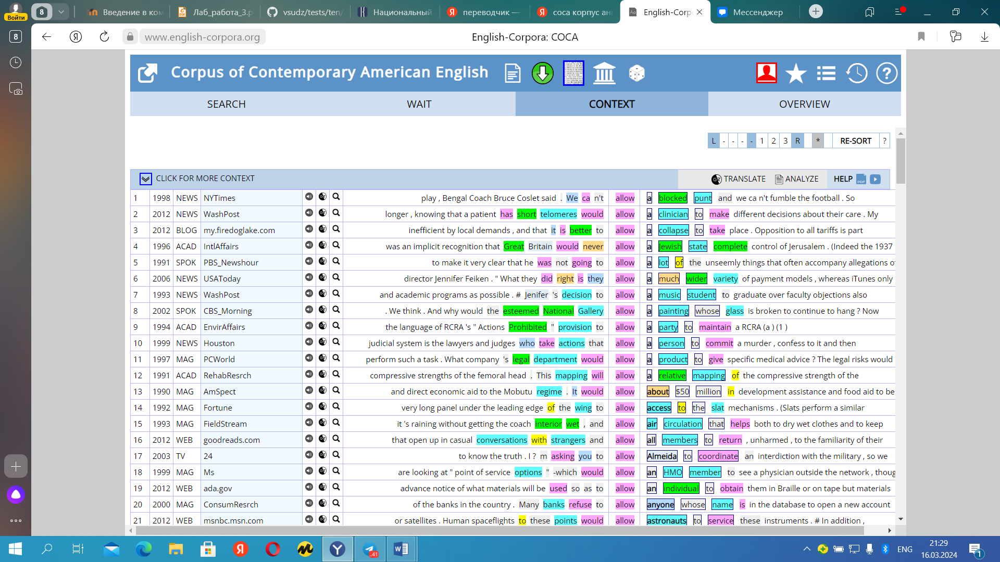 Войти
8
Введение в ком
Лаб_работа_3.p
vsudz/tests/ten/
Национальный
переводчик —
соса корпус анг
English-Corpo
Мессенджер
8
www.english-corpora.org
English-Corpora: COCA
Corpus of Contemporary American English
SEARCH
WAIT
CONTEXT
OVERVIEW
L - - - - 1 2 3 R * RE-SORT ?
CLICK FOR MORE CONTEXT
TRANSLATE
ANALYZE
HELP
1 1998 NEWS NYTimes play , Bengal Coach Bruce Coslet said . We ca n't allow a blocked punt and we ca n't fumble the football . So
2 2012 NEWS WashPost longer , knowing that a patient has short telomeres would allow a clinician to make different decisions about their care . My
3 2012 BLOG my.firedoglake.com inefficient by local demands , and that it is better to allow a collapse to take place . Opposition to all tariffs is part
4 1996 ACAD IntlAffairs was an implicit recognition that Great Britain would never allow a Jewish state complete control of Jerusalem . (Indeed the 1937
5 1991 SPOK PBS_Newshour to make it very clear that he was not going to allow a lot of the unseemly things that often accompany allegations o
6 2006 NEWS USAToday director Jennifer Feiken . " What they did right is they allow a much wider variety of payment models , whereas iTunes only
7 1993 NEWS WashPost and academic programs as possible . # Jenifer 's decision to allow a music student to graduate over faculty objections also
8 2002 SPOK CBS_Morning . We think . And why would the esteemed National Gallery allow a painting whose glass is broken to continue to hang ? Now
9 1994 ACAD EnvirAffairs the language of RCRA 's " Actions Prohibited " provision to allow a party to maintain a RCRA (a ) (1 )
10 1999 NEWS Houston judicial system is the lawyers and judges who take actions that allow a person to commit a murder , confess to it and then
11 1997 MAG PCWorld perform such a task . What company 's legal department would allow a product to give specific medical advice ? The legal risks would
12 1991 ACAD RehabResrch compressive strengths of the femoral head . This mapping will allow a relative mapping of the compressive strength of the
13 1990 MAG AmSpect and direct economic aid to the Mobutu regime . It would allow about $50 million in development assistance and food aid to be
14 1992 MAG Fortune very long panel under the leading edge of the wing to allow access to the slat mechanisms . (Slats perform a similar
15 1993 MAG FieldStream it 's raining without getting the coach interior wet , and allow air circulation that helps both to dry wet clothes and to keep
16 2012 WEB goodreads.com that open up in casual conversations with strangers and allow all members to return , unharmed , to the familiarity of their
17 2003 TV 24 to know the truth . I ? m asking you to allow Almeida to coordinate an interdiction with the military , so we
18 1999 MAG Ms are looking at " point of service options " -which would allow an HMO member to see a physician outside the network , thoug
19 2012 WEB ada.gov advance notice of what materials will be used so as to allow an individual to obtain them in Braille or on tape but materials
20 2000 MAG ConsumResrch of the banks in the country . Many banks refuse to allow anyone whose name is in the database to open a new account
21 2012 WEB msnbc.msn.com or satellites . Human spaceflights to these points would allow astronauts to service these instruments . # In addition ,
ENG
21:29
16.03.2024
1